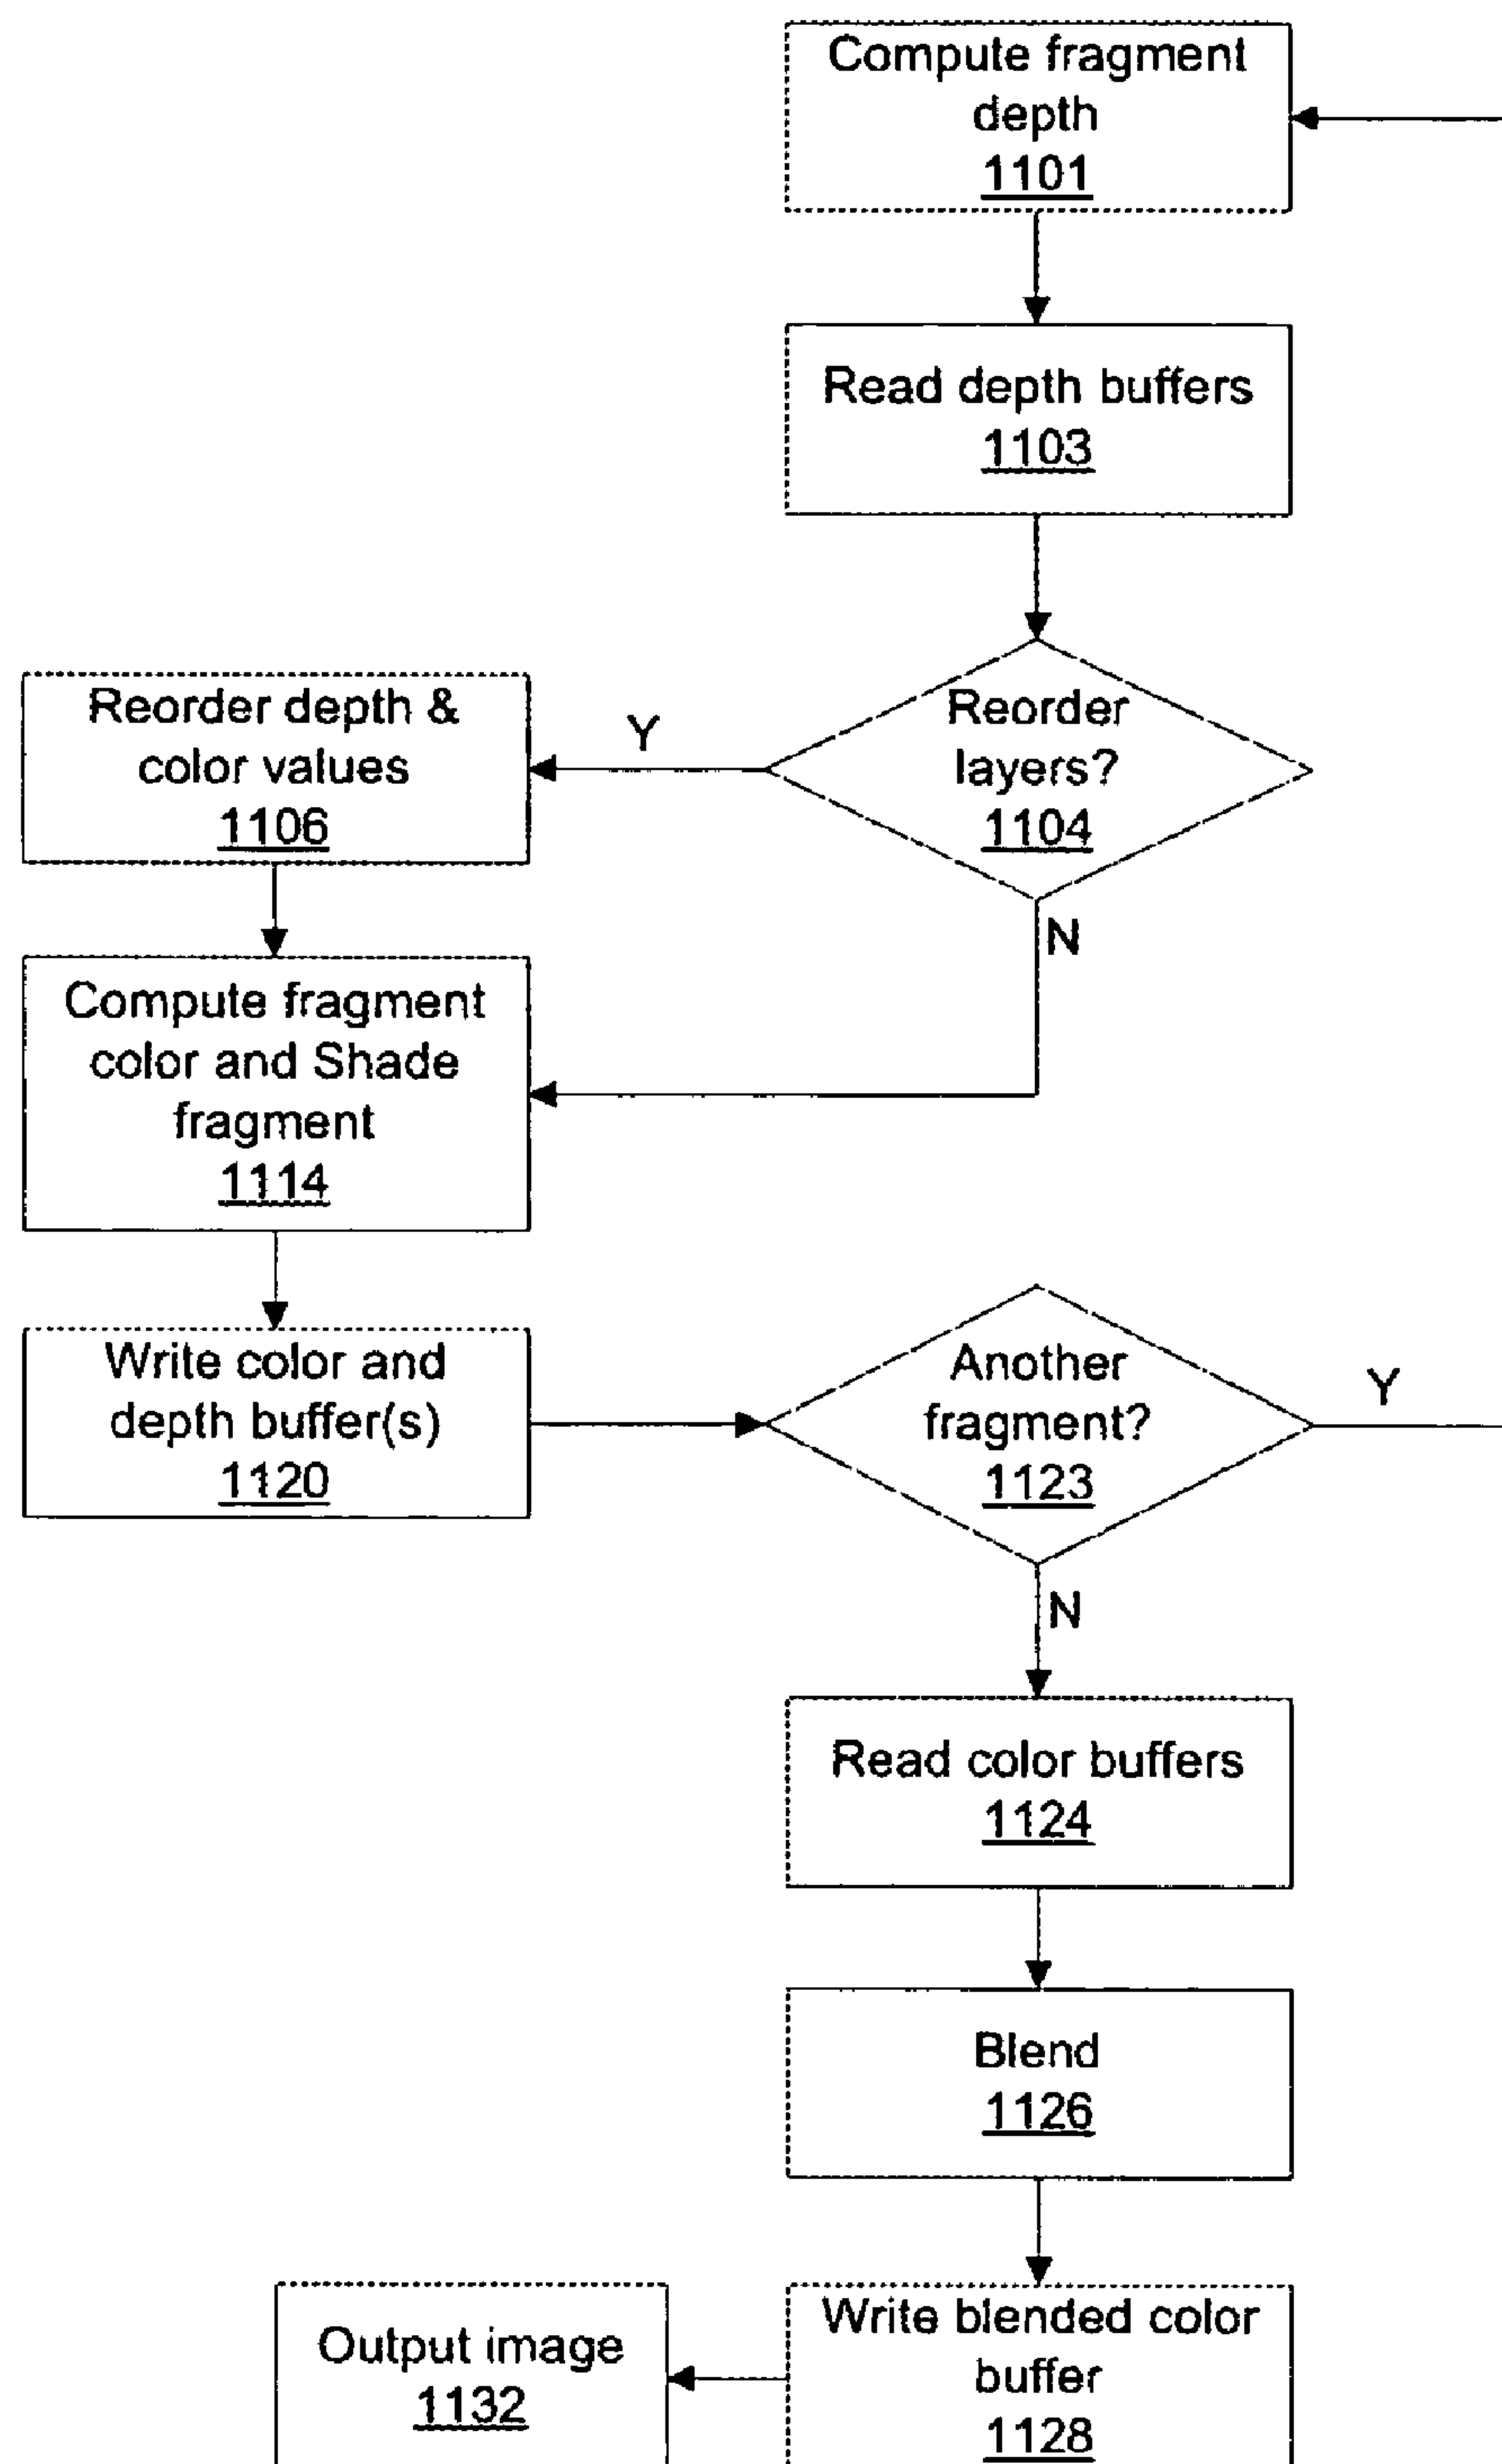 Compute fragment
depth
1101
Read depth buffers
1103
Reorder
layers?
1104
Y
N
Reorder depth &
color values
1106
Compute fragment
color and Shade
fragment
1114
Write color and
depth buffer(s)
1120
Another
fragment?
1123
Y
N
Read color buffers
1124
Blend
1126
Write blended color
buffer
1128
Output image
1132